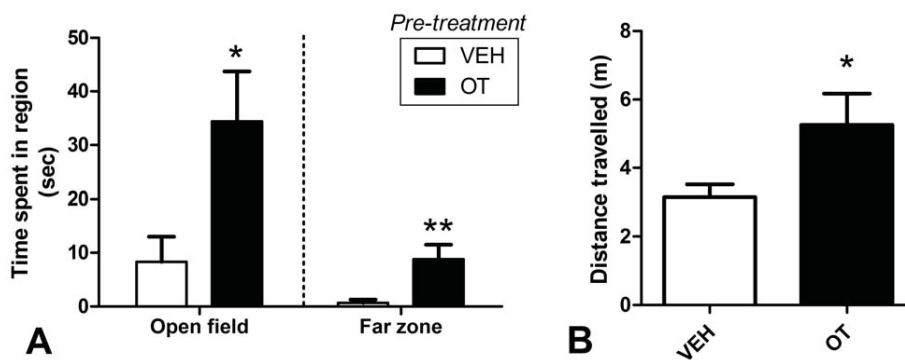 Pre-treatment
VEH
OT
Time spent in region
(sec)
50
40
30
20
10
0
*
**
Open field
Far zone
A
Distance travelled (m)
8
6
4
2
0
*
VEH
OT
B